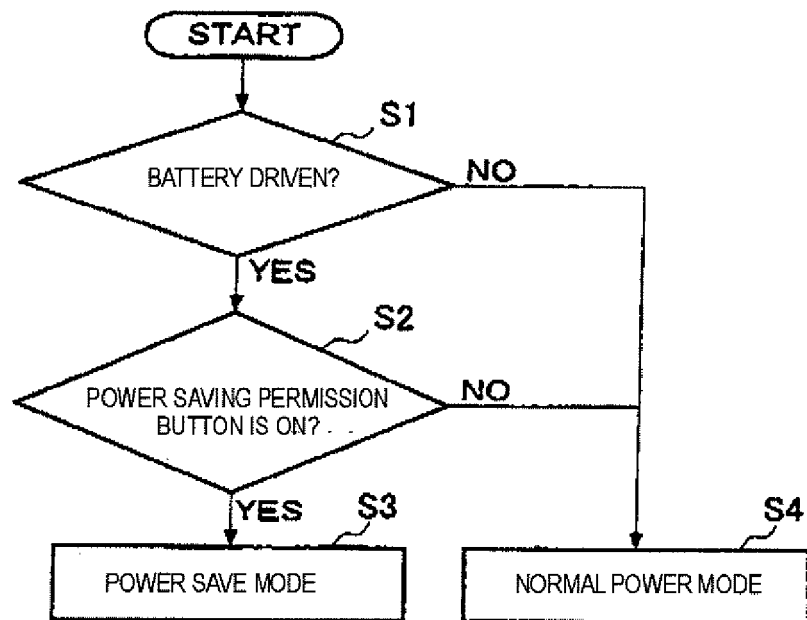 START
S1
BATTERY DRIVEN?
NO
YES
S2
POWER SAVING PERMISSION
BUTTON IS ON?
NO
YES
S3
S4
POWER SAVE MODE
NORMAL POWER MODE